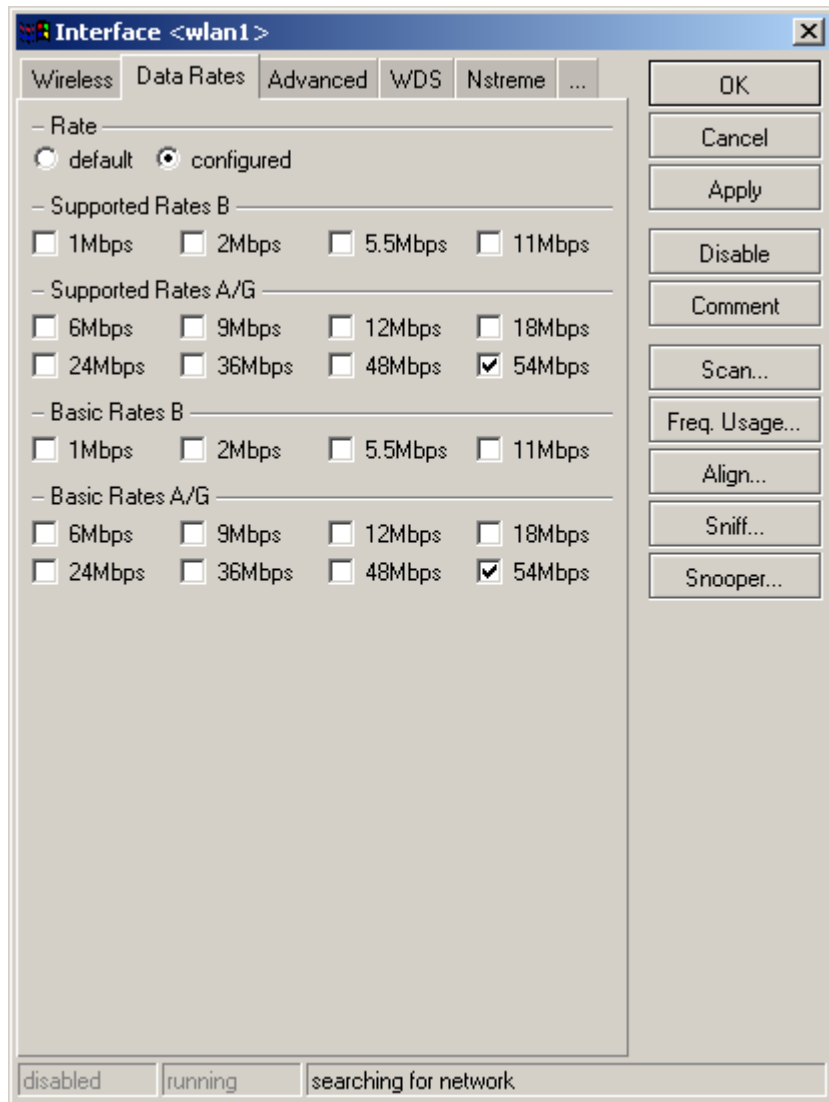 Interface <wlan1>
Wireless Data Rates Advanced WDS Nstreme ...
Rate
default configured
Supported Rates B
1Mbps 2Mbps 5.5Mbps 11Mbps
Supported Rates A/G
6Mbps 9Mbps 12Mbps 18Mbps
24Mbps 36Mbps 48Mbps 54Mbps
Basic Rates B
1Mbps 2Mbps 5.5Mbps 11Mbps
Basic Rates A/G
6Mbps 9Mbps 12Mbps 18Mbps
24Mbps 36Mbps 48Mbps 54Mbps
OK
Cancel
Apply
Disable
Comment
Scan...
Freq. Usage...
Align...
Sniff...
Snooper...
disabled running searching for network